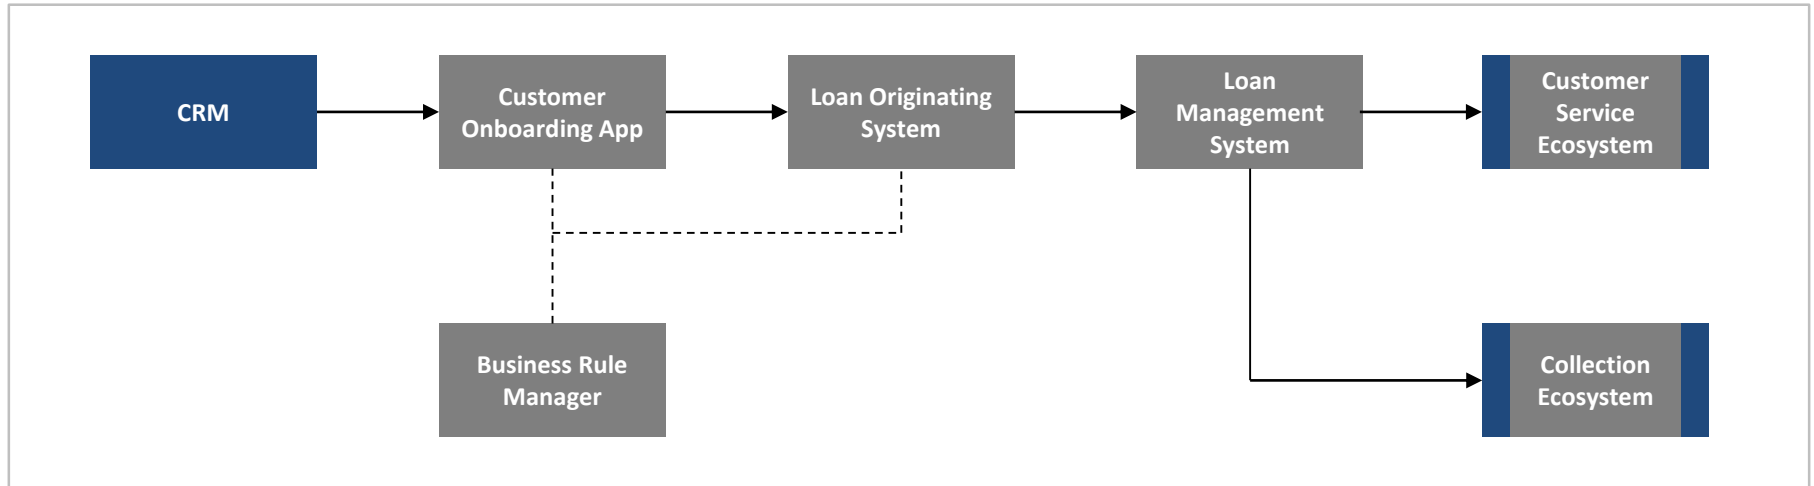 CRM
Customer
Onboarding App
Loan Originating
System
Loan
Management
System
Customer
Service
Ecosystem
Business Rule
Manager
Collection
Ecosystem